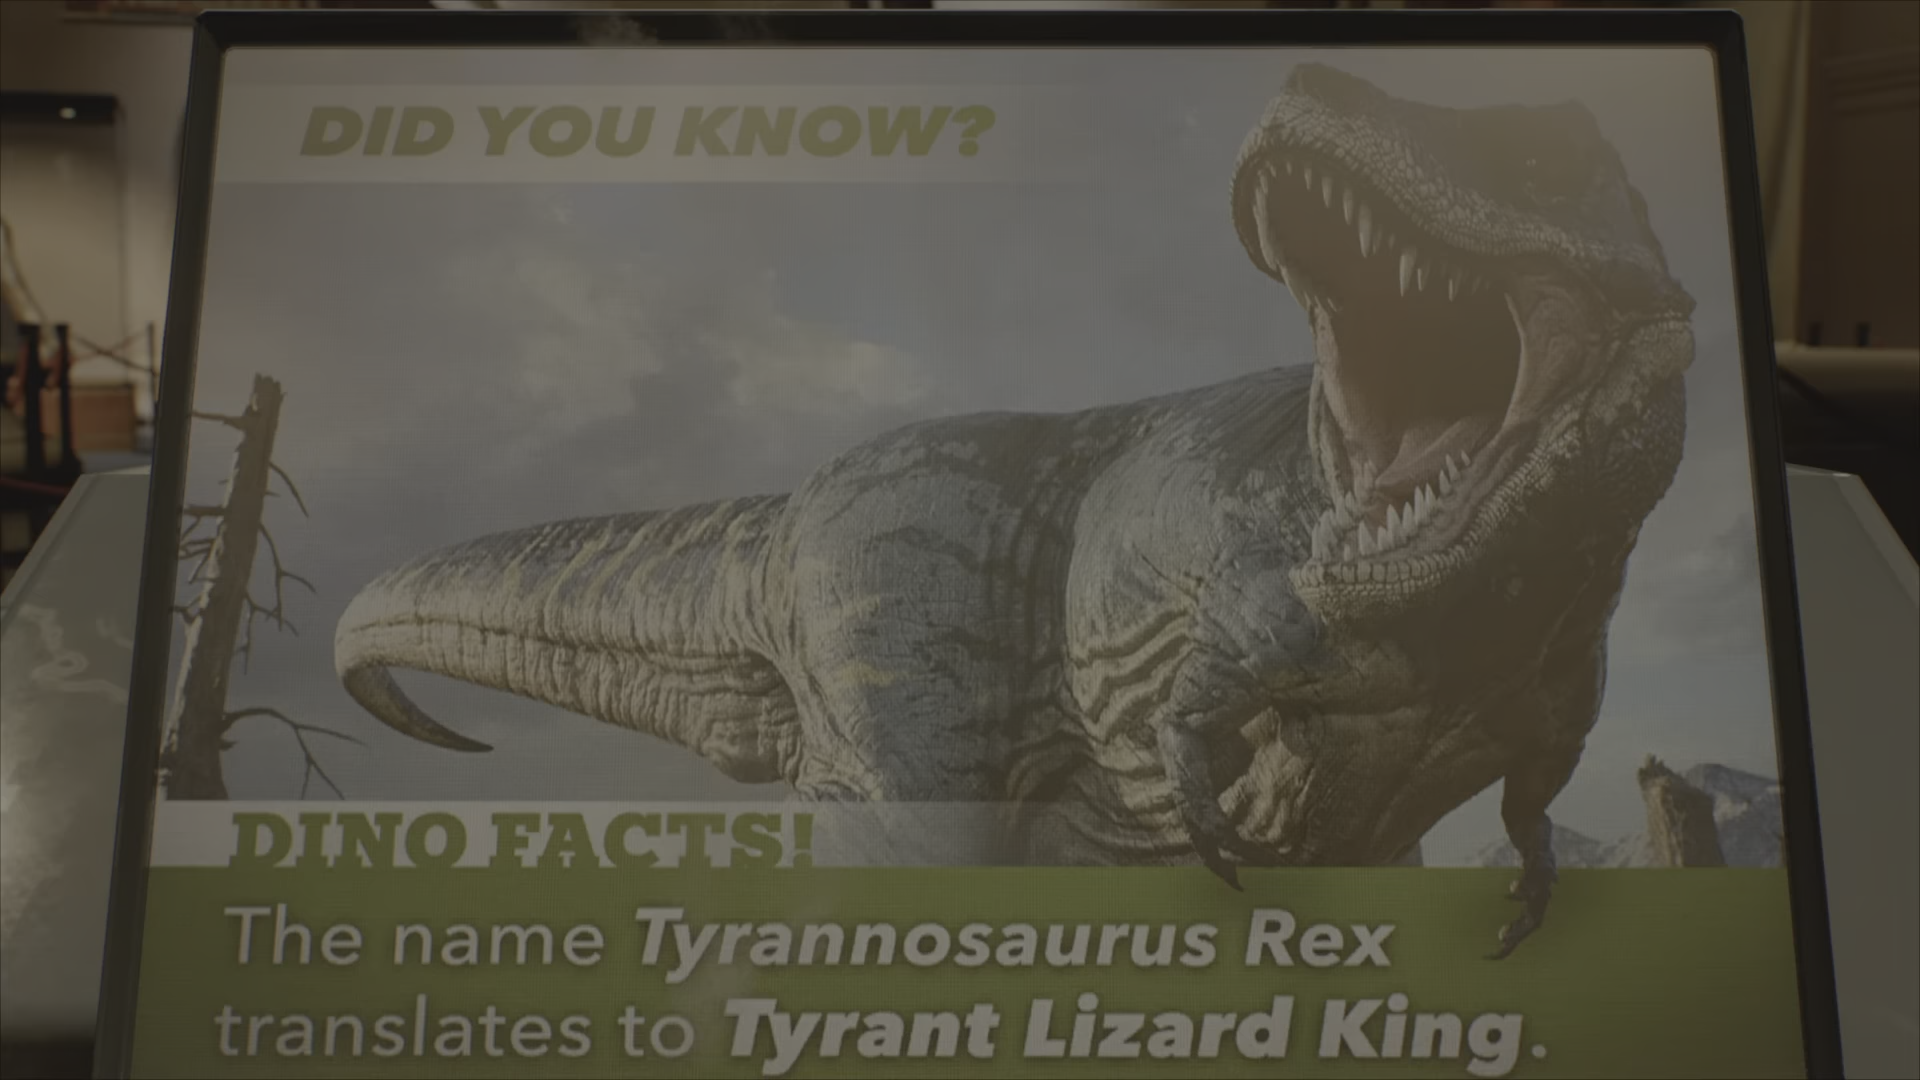 DID YOU KNOW?
DINO FACTS!
The name Tyrannosaurus Rex
translates to Tyrant Lizard King.